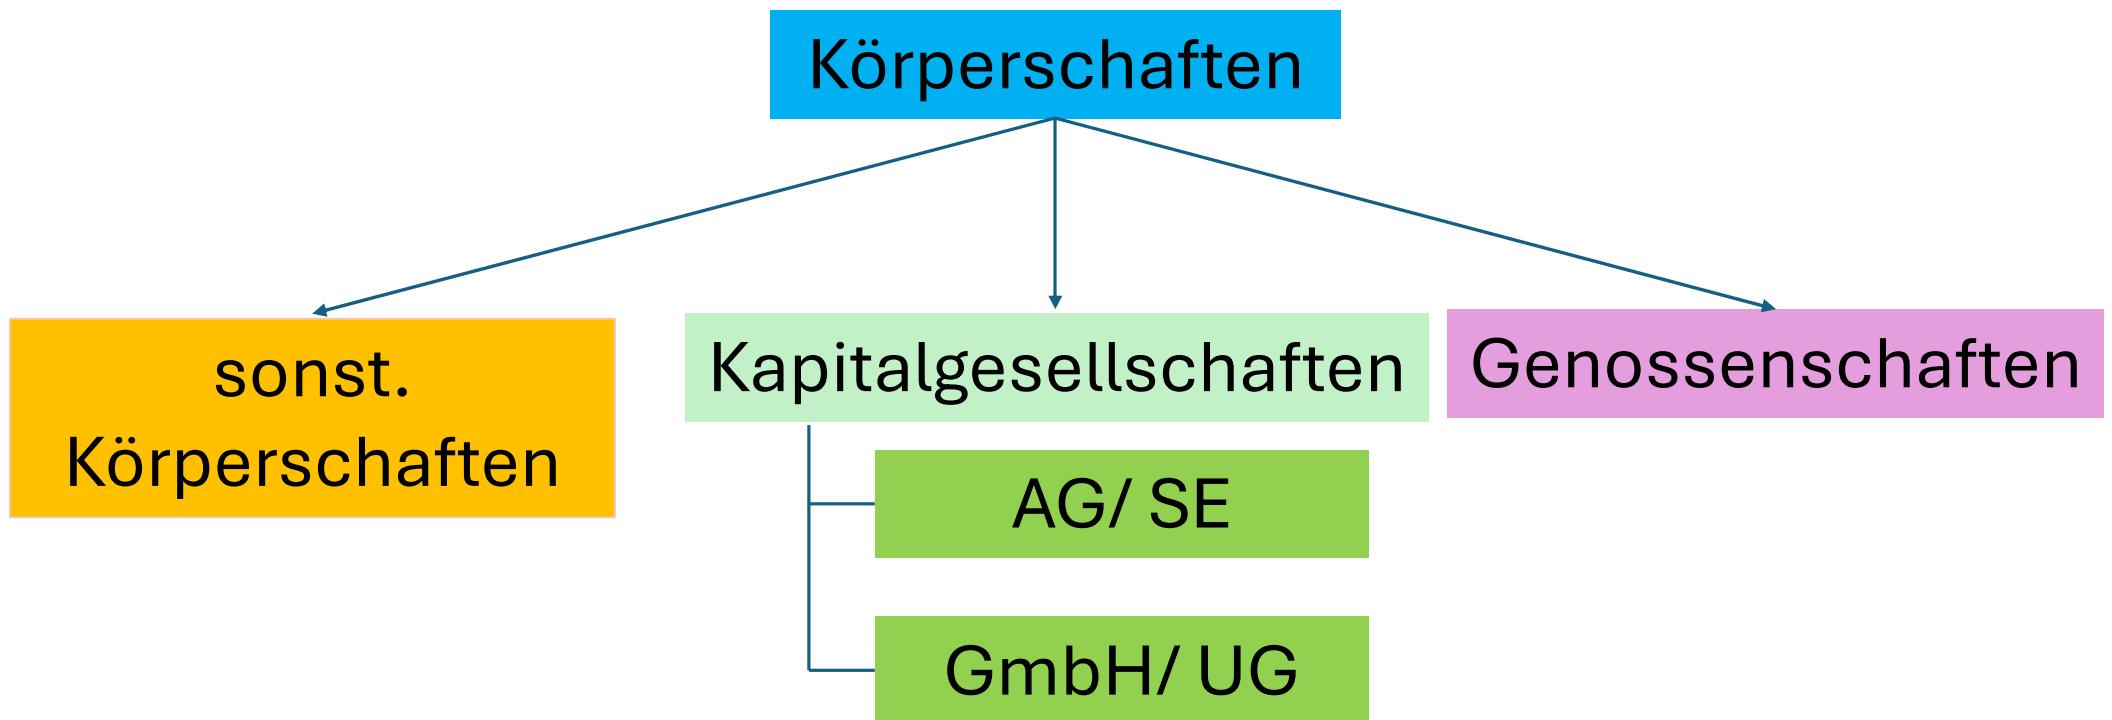 Körperschaften
sonst.
Körperschaften
Kapitalgesellschaften
Genossenschaften
AG/ SE
GmbH/ UG